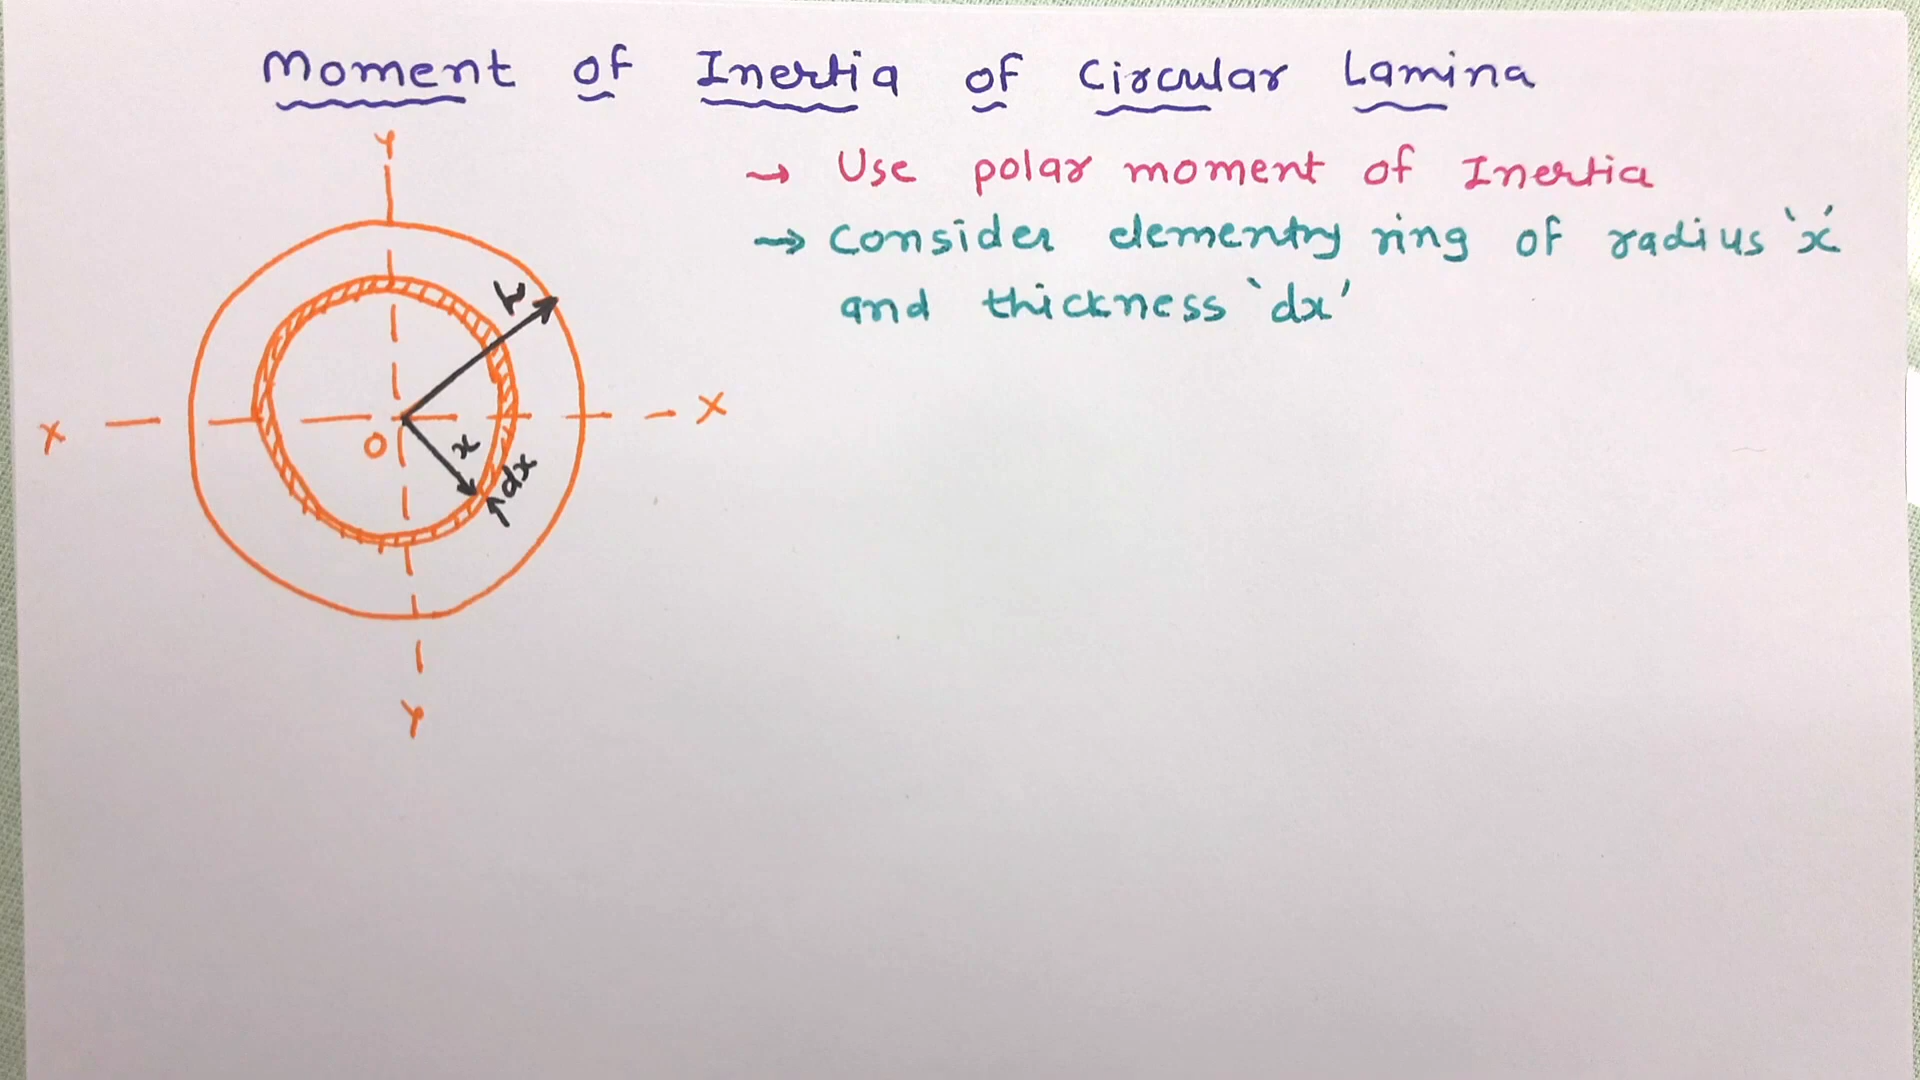 Moment of Inertia of Circular Lamina
→ Use polar moment of Inertia
→ Consider elementry ring of radius 'x'
and thickness 'dx'
Y
r
X
X
O
x
dx
Y